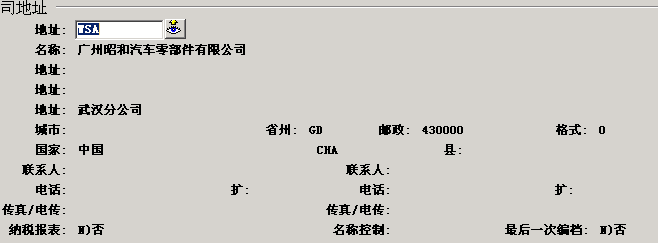 司地址
地址: TSA
名称: 广州昭和汽车零部件有限公司
地址:
地址:
地址: 武汉分公司
城市: 省州: GD 邮政: 430000 格式: 0
国家: 中国 CHA 县:
联系人: 联系人:
电话: 扩: 电话: 扩:
传真/电传: 传真/电传:
纳税报表: N)否 名称控制: 最后一次编档: N)否